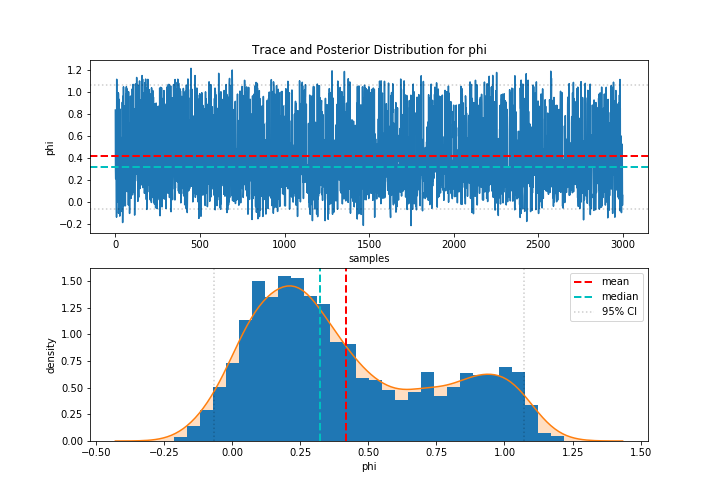 Trace and Posterior Distribution for phi
1.2
1.0
0.8
0.6
0.4
0.2
0.0
−0.2
phi
0 500 1000 1500 2000 2500 3000
samples
1.50
1.25
1.00
0.75
0.50
0.25
0.00
density
mean
median
95% CI
−0.50 −0.25 0.00 0.25 0.50 0.75 1.00 1.25 1.50
phi